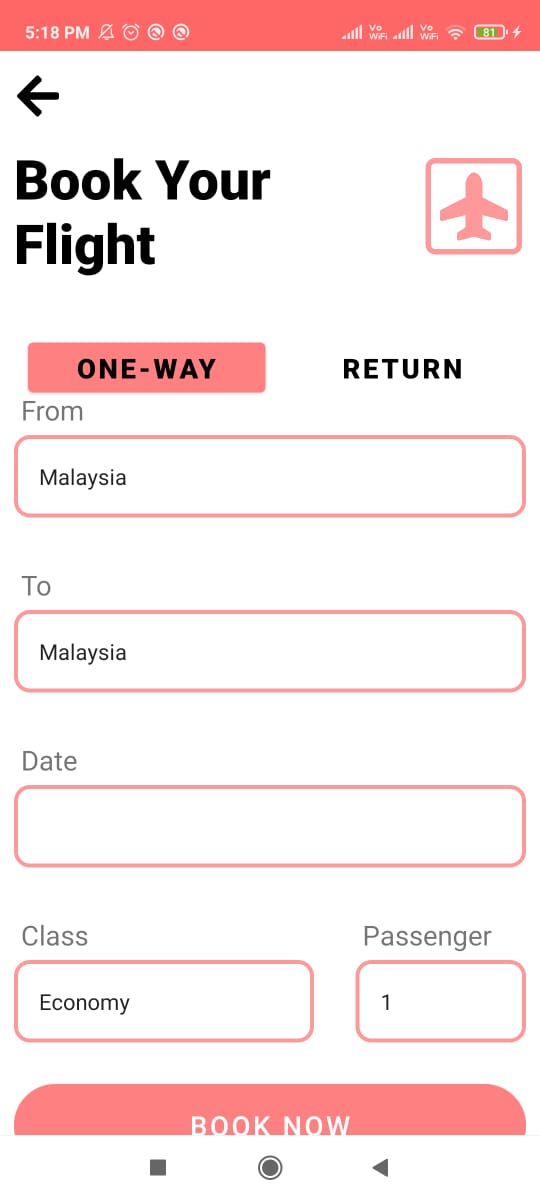 5:18 PM Vo WiFi Vo WiFi 81
Book Your
Flight
ONE-WAY RETURN
From
Malaysia
To
Malaysia
Date
Class Passenger
Economy 1
BOOK NOW